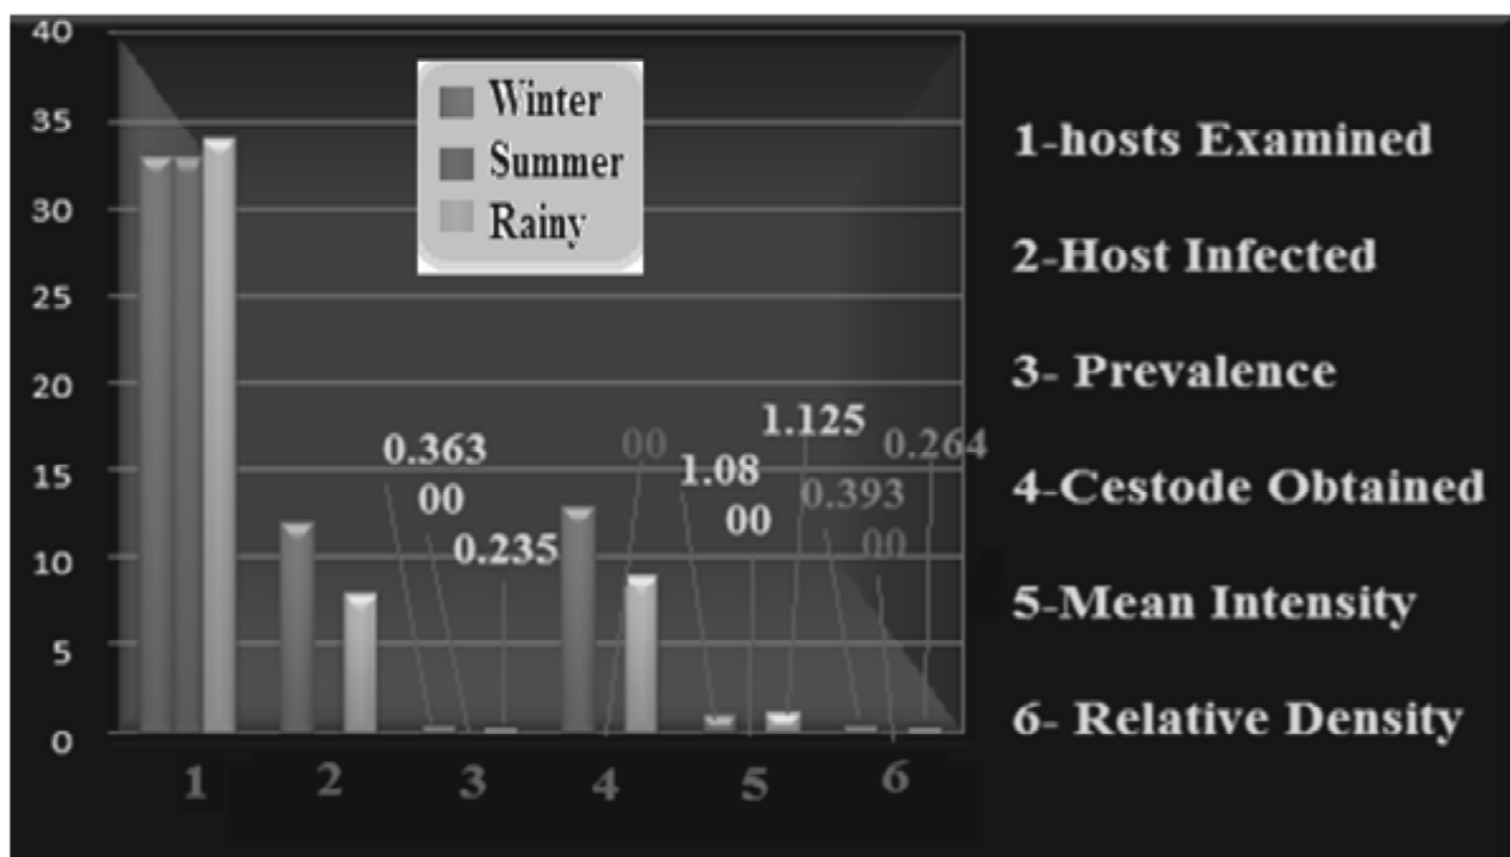 40
35
30
25
20
15
10
5
0
Winter
Summer
Rainy
0.363
00
0.235
00
1.08
00
1.125
0.393
00
0.264
1
2
3
4
5
6
1-hosts Examined
2-Host Infected
3- Prevalence
4-Cestode Obtained
5-Mean Intensity
6- Relative Density